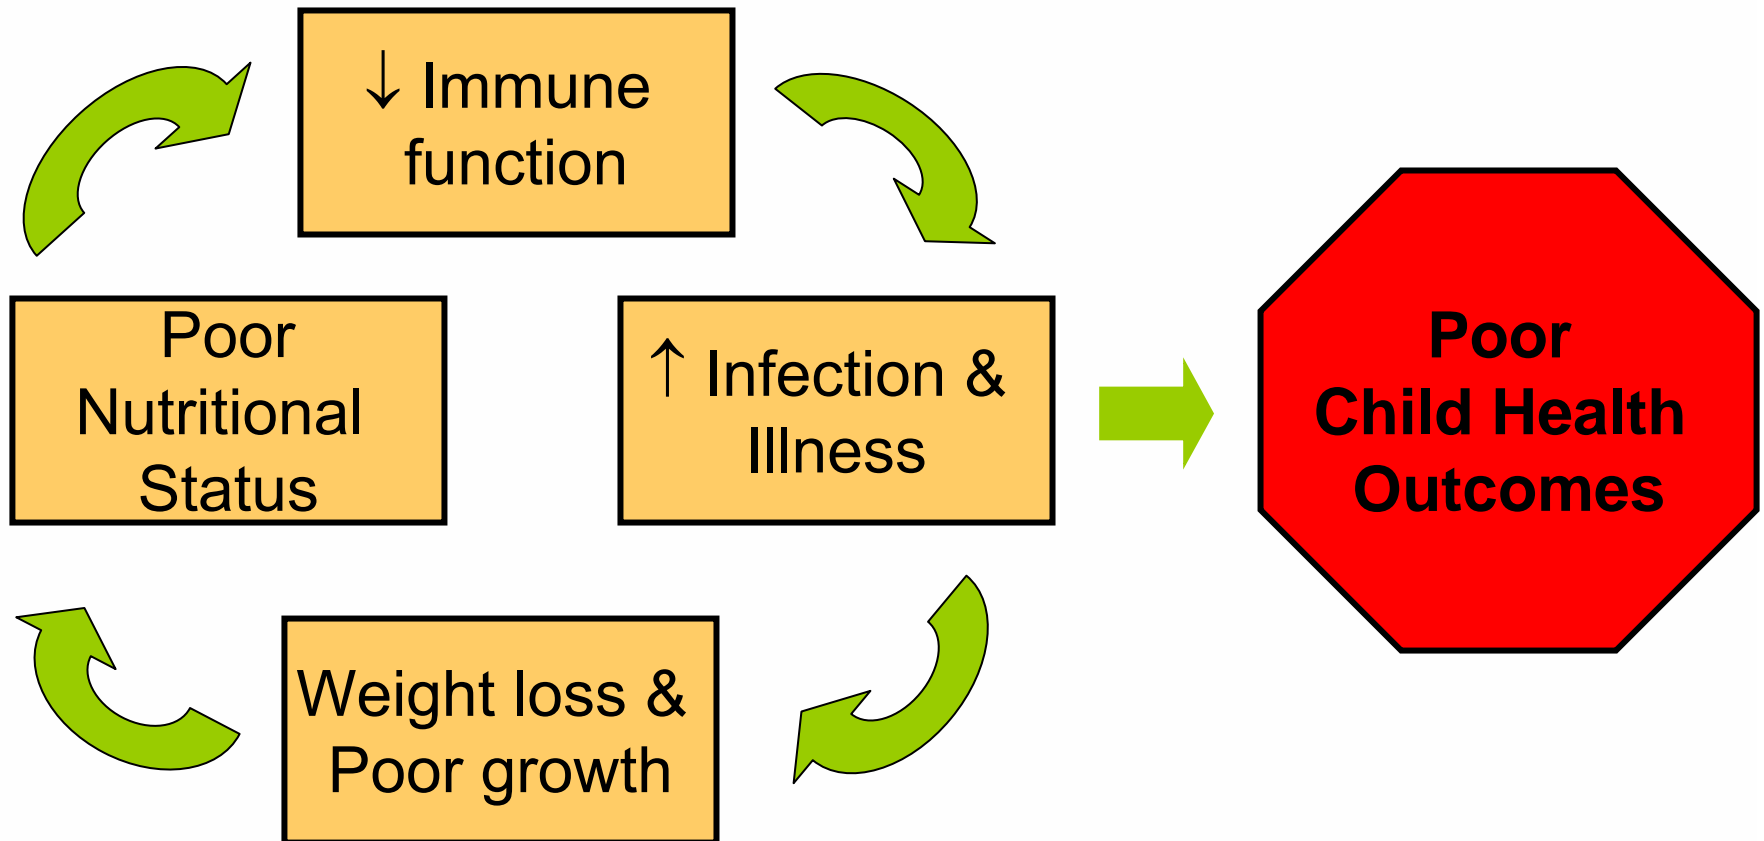 ↓ Immune
function
Poor
Nutritional
Status
↑ Infection &
Illness
Weight loss &
Poor growth
Poor
Child Health
Outcomes